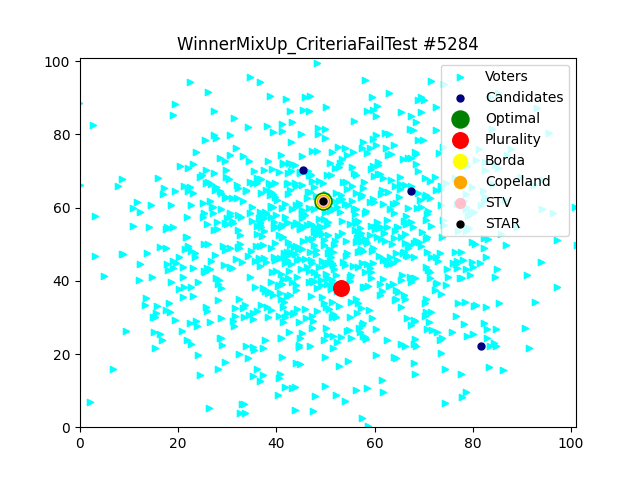 WinnerMixUp_CriteriaFailTest #5284
100
80
60
40
20
0
0 20 40 60 80 100
Voters
Candidates
Optimal
Plurality
Borda
Copeland
STV
STAR